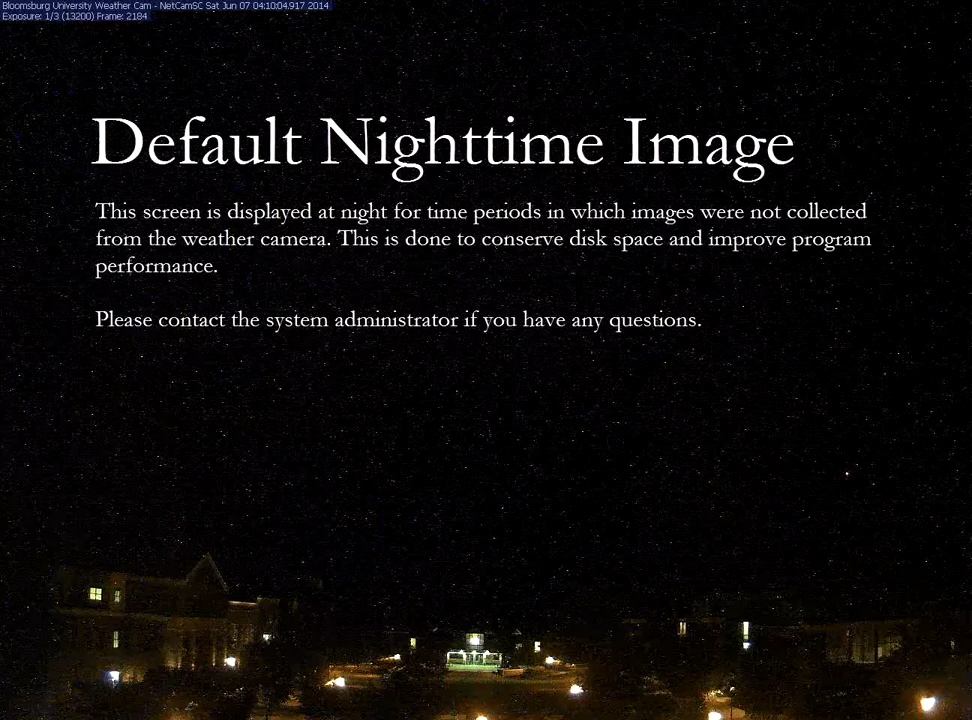 Bloomsburg University Weather Cam - NetCamSC Sat Jun 07 04:10:04.917 2014
Exposure: 1/3 (13200) Frame: 2184
Default Nighttime Image
This screen is displayed at night for time periods in which images were not collected
from the weather camera. This is done to conserve disk space and improve program
performance.
Please contact the system administrator if you have any questions.